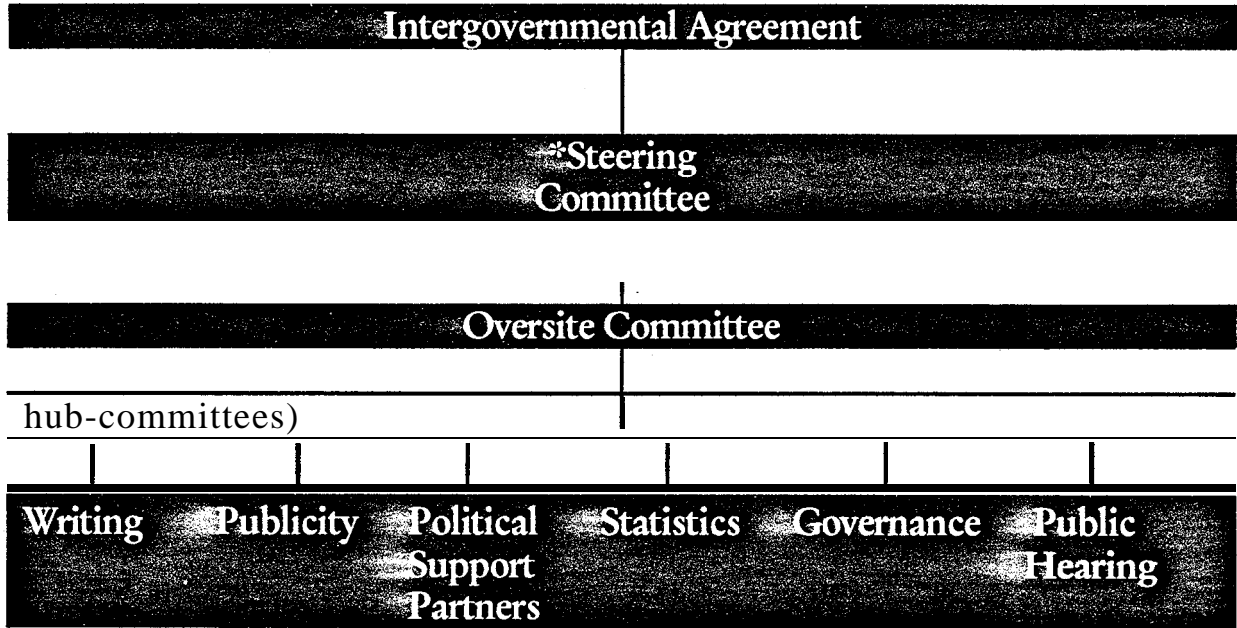 Intergovernmental Agreement
*Steering
Committee
Oversite Committee
hub-committees)
Writing Publicity Political Statistics Governance Public
Support Hearing
Partners